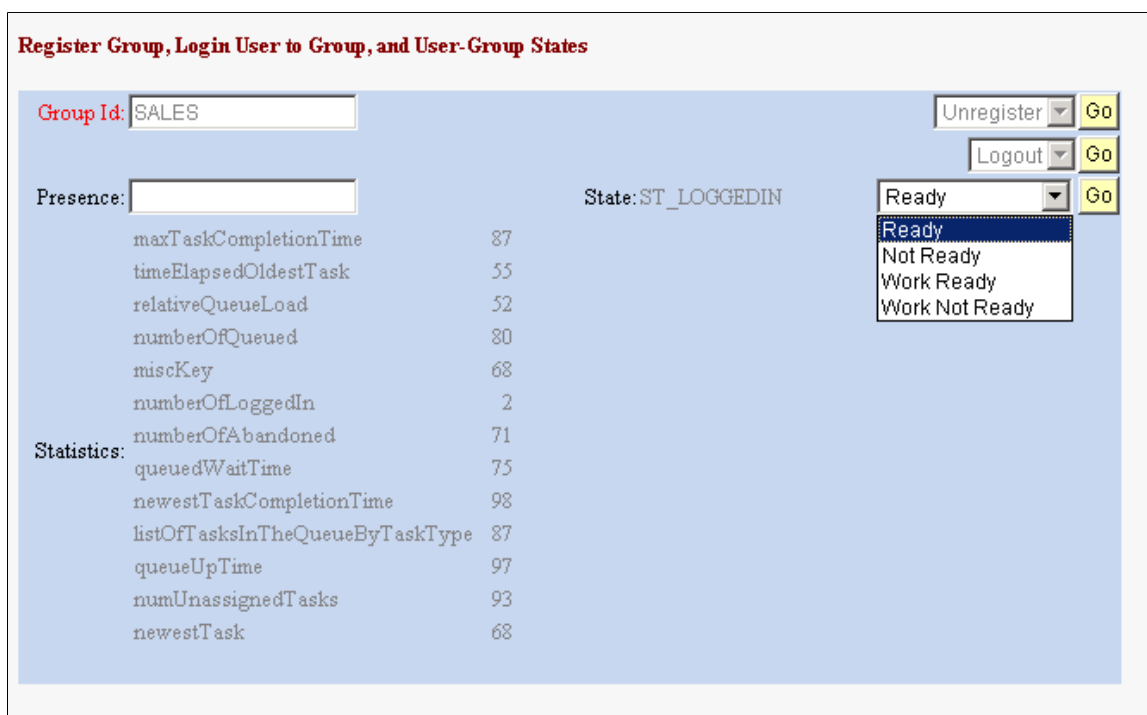 Register Group, Login User to Group, and User-Group States
Group Id: SALES Unregister Go
Logout Go
Presence: State: ST_LOGGEDIN Ready Go
Ready
Not Ready
Work Ready
Work Not Ready
Statistics:
maxTaskCompletionTime 87
timeElapsedOldestTask 55
relativeQueueLoad 52
numberOfQueued 80
miscKey 68
numberOfLoggedIn 2
numberOfAbandoned 71
queuedWaitTime 75
newestTaskCompletionTime 98
listOfTasksInTheQueueByTaskType 87
queueUpTime 97
numUnassignedTasks 93
newestTask 68